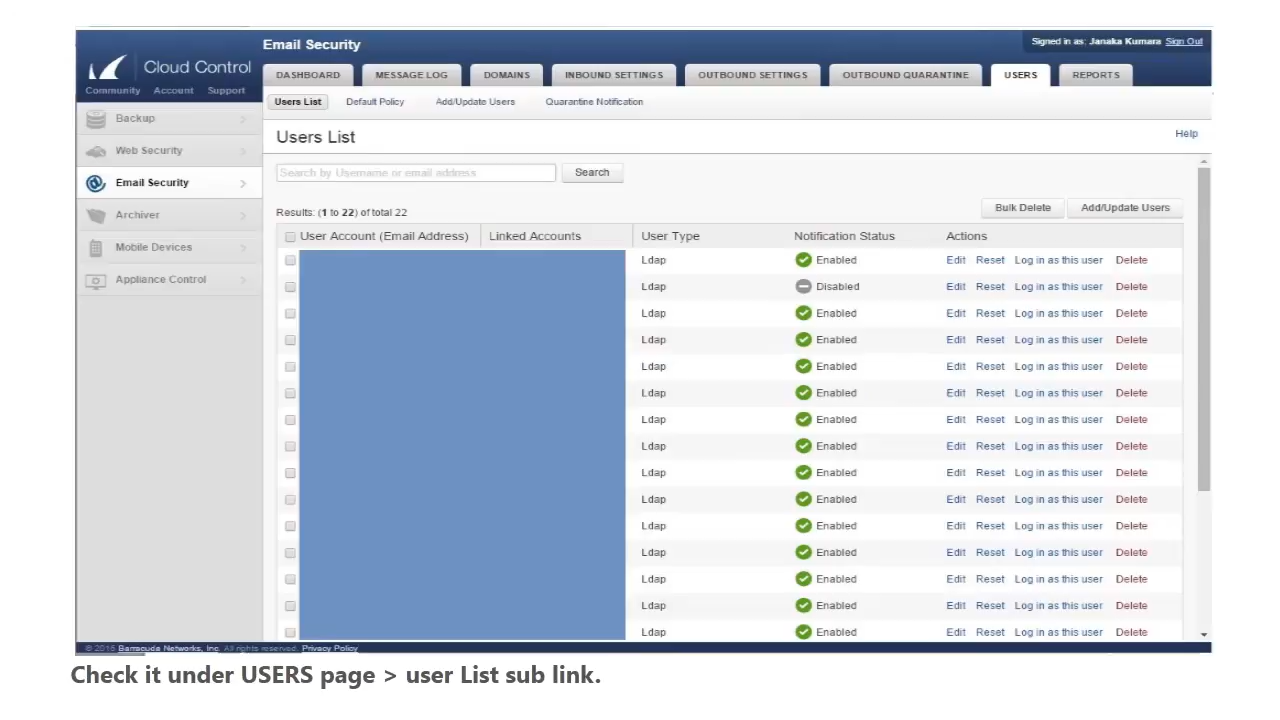 Email Security
Signed in as: Janaka Kumara Sign Out
Cloud Control
Community Account Support
DASHBOARD MESSAGE LOG DOMAINS INBOUND SETTINGS OUTBOUND SETTINGS OUTBOUND QUARANTINE USERS REPORTS
Users List Default Policy Add/Update Users Quarantine Notification
Backup
Web Security
Email Security
Archiver
Mobile Devices
Appliance Control
Users List
Help
Search by Username or email address Search
Results: (1 to 22) of total 22
Bulk Delete Add/Update Users
User Account (Email Address) Linked Accounts User Type Notification Status Actions
Ldap Enabled Edit Reset Log in as this user Delete
Ldap Disabled Edit Reset Log in as this user Delete
Ldap Enabled Edit Reset Log in as this user Delete
Ldap Enabled Edit Reset Log in as this user Delete
Ldap Enabled Edit Reset Log in as this user Delete
Ldap Enabled Edit Reset Log in as this user Delete
Ldap Enabled Edit Reset Log in as this user Delete
Ldap Enabled Edit Reset Log in as this user Delete
Ldap Enabled Edit Reset Log in as this user Delete
Ldap Enabled Edit Reset Log in as this user Delete
Ldap Enabled Edit Reset Log in as this user Delete
Ldap Enabled Edit Reset Log in as this user Delete
Ldap Enabled Edit Reset Log in as this user Delete
Ldap Enabled Edit Reset Log in as this user Delete
Ldap Enabled Edit Reset Log in as this user Delete
Barracuda Networks, Inc. All rights reserved. Privacy Policy
Check it under USERS page > user List sub link.